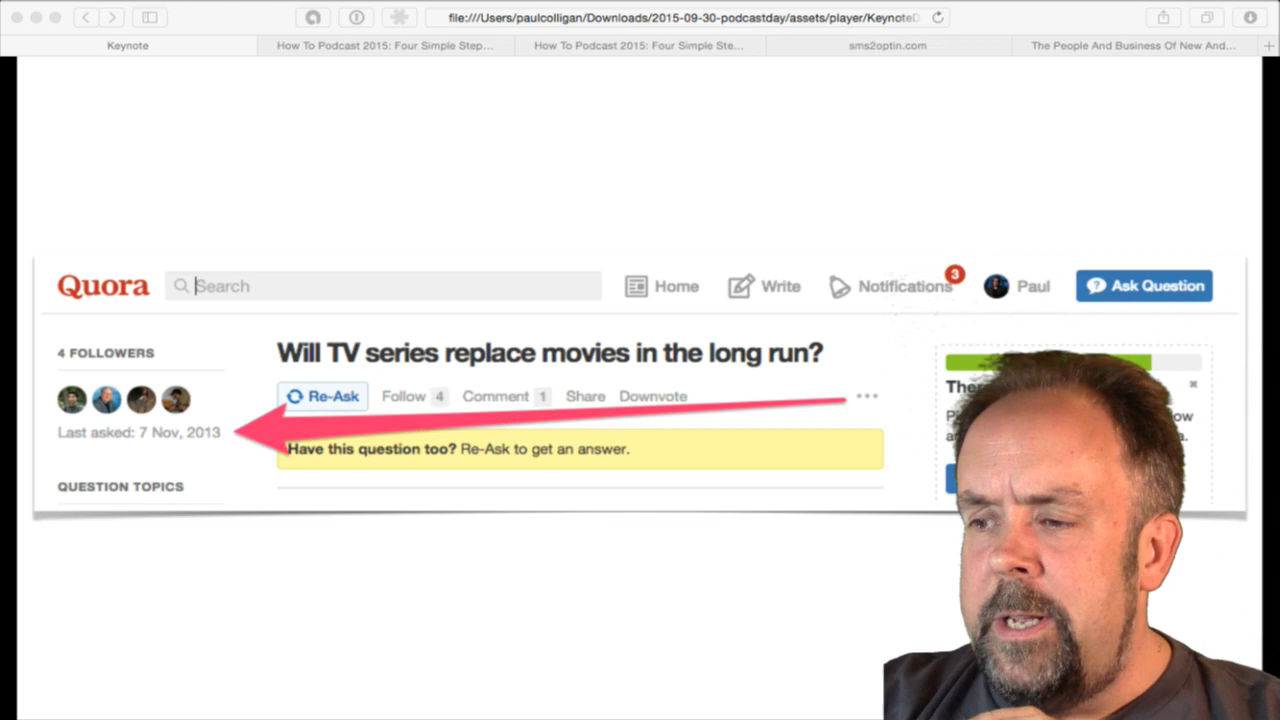 file:///Users/paulcolligan/Downloads/2015-09-30-podcastday/assets/player/Keynote
Keynote
How To Podcast 2015: Four Simple Step...
How To Podcast 2015: Four Simple Ste...
sms2optin.com
The People And Business Of New And...
Quora
Search
Home
Write
Notifications
3
Paul
Ask Question
4 FOLLOWERS
Will TV series replace movies in the long run?
Re-Ask
Follow 4
Comment 1
Share
Downvote
Last asked: 7 Nov, 2013
Have this question too? Re-Ask to get an answer.
QUESTION TOPICS